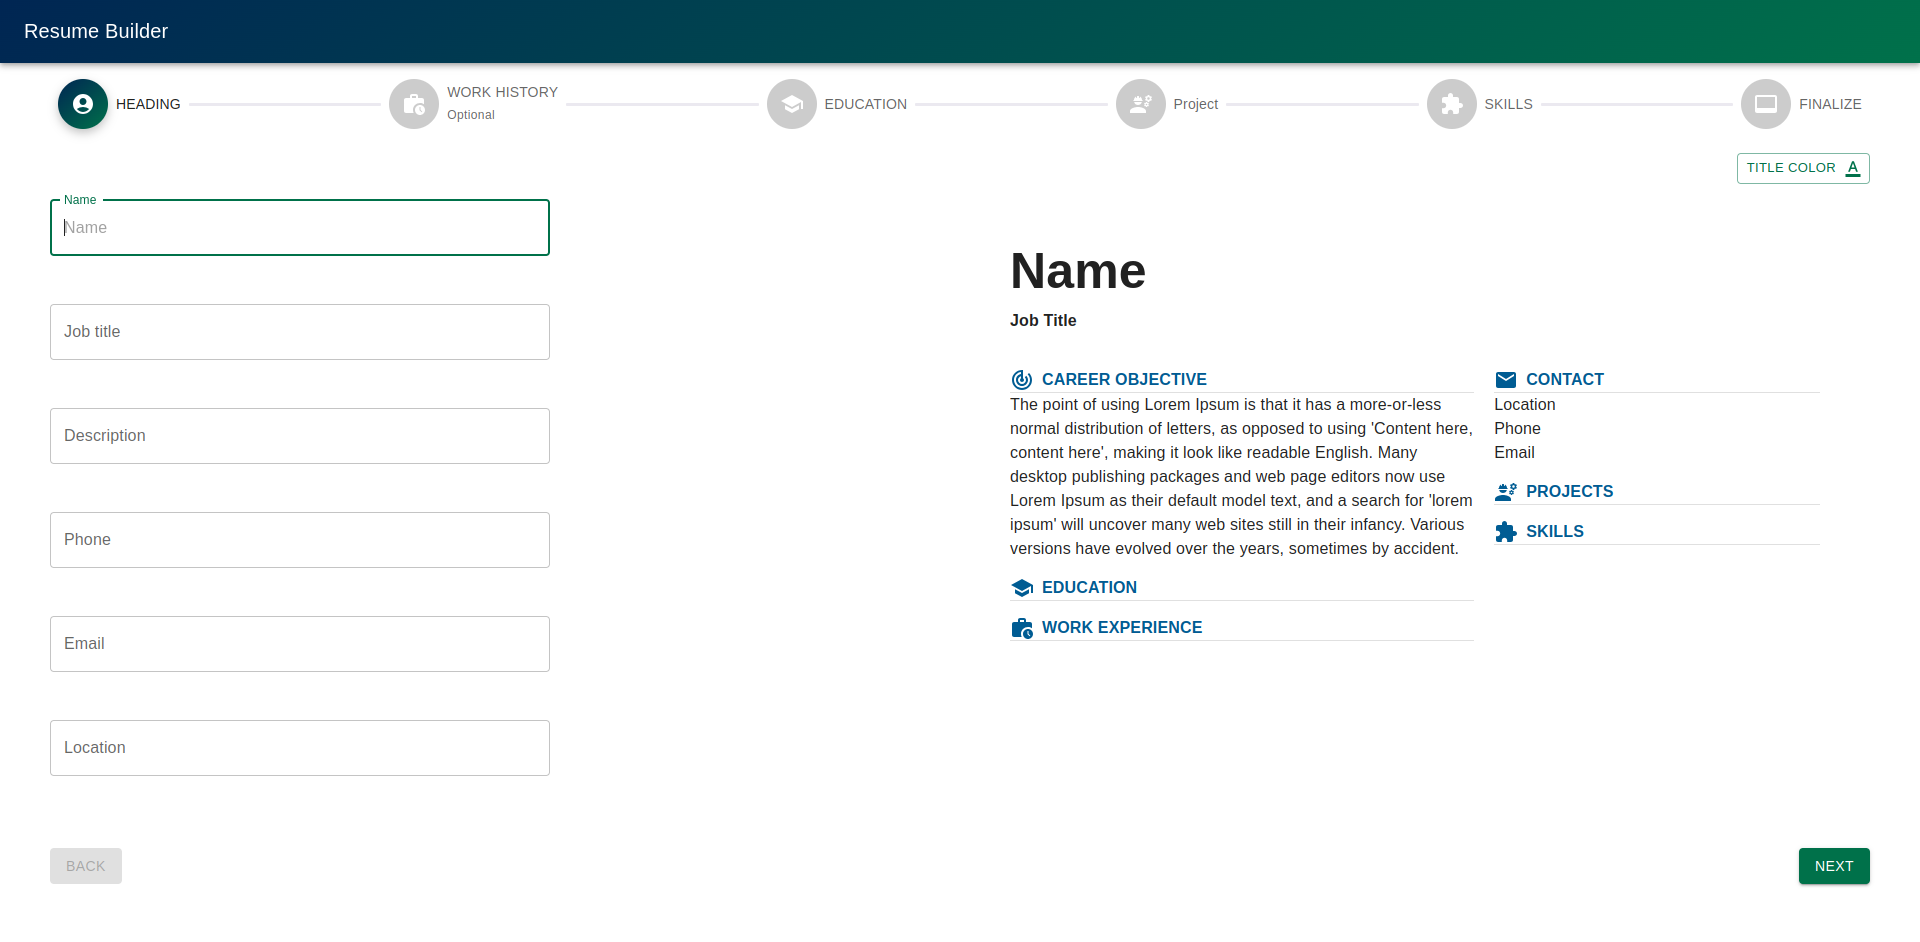 Resume Builder
HEADING
WORK HISTORY
Optional
EDUCATION
Project
SKILLS
FINALIZE
TITLE COLOR A
Name
Name
Job title
Description
Phone
Email
Location
Name
Job Title
CAREER OBJECTIVE
The point of using Lorem Ipsum is that it has a more-or-less
normal distribution of letters, as opposed to using 'Content here,
content here', making it look like readable English. Many
desktop publishing packages and web page editors now use
Lorem Ipsum as their default model text, and a search for 'lorem
ipsum' will uncover many web sites still in their infancy. Various
versions have evolved over the years, sometimes by accident.
EDUCATION
WORK EXPERIENCE
CONTACT
Location
Phone
Email
PROJECTS
SKILLS
BACK
NEXT